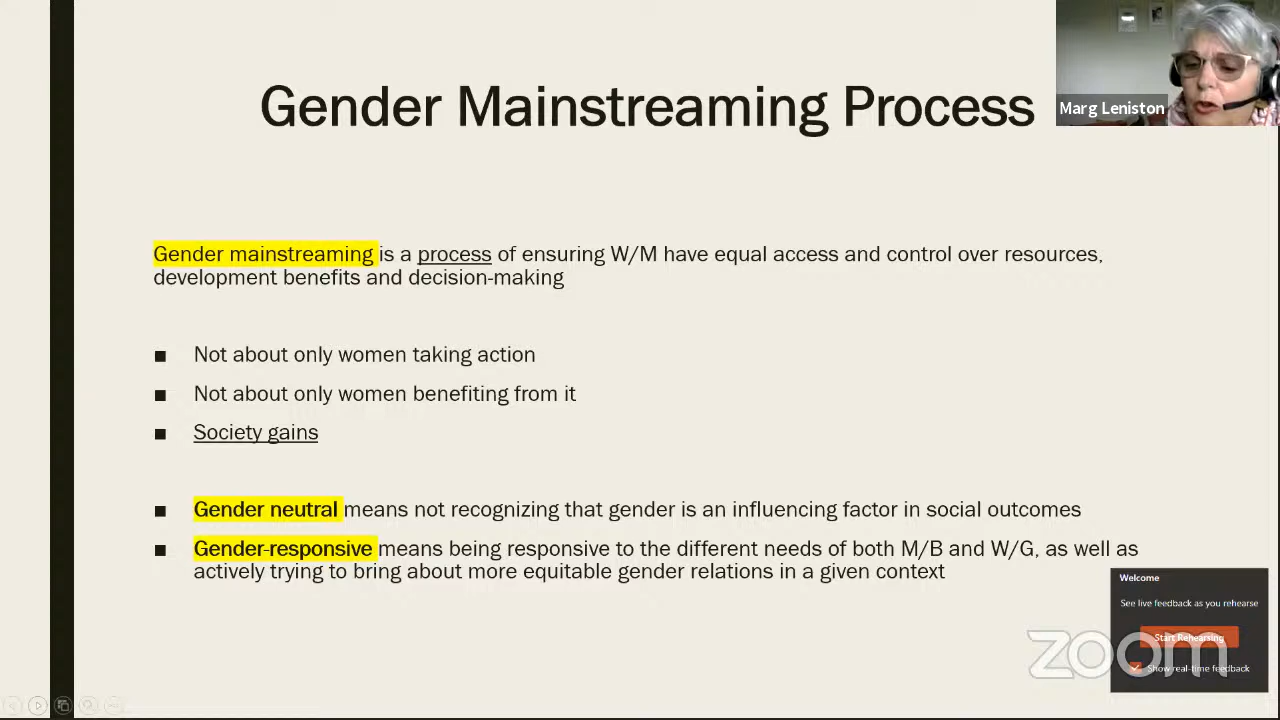 Gender Mainstreaming Process
Marg Leniston
Gender mainstreaming is a process of ensuring W/M have equal access and control over resources,
development benefits and decision-making
■ Not about only women taking action
■ Not about only women benefiting from it
■ Society gains
■ Gender neutral means not recognizing that gender is an influencing factor in social outcomes
■ Gender-responsive means being responsive to the different needs of both M/B and W/G, as well as
actively trying to bring about more equitable gender relations in a given context
Welcome
See live feedback as you rehearse
Start Rehearsing
Show real-time feedback
zoom